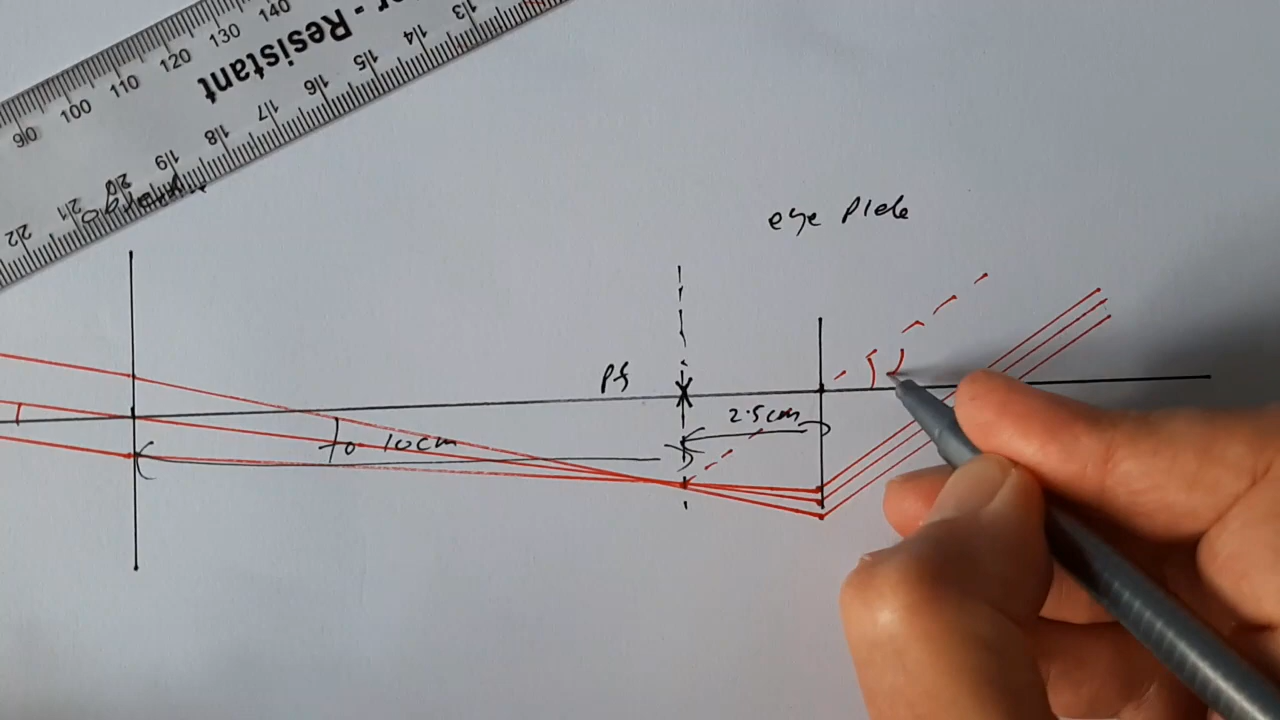 90 100 110 120 130 140
er - Resistant
13 14 15 16 17 18 19 20 21 22
eye Piece
Pf
2.5cm
fo 10cm